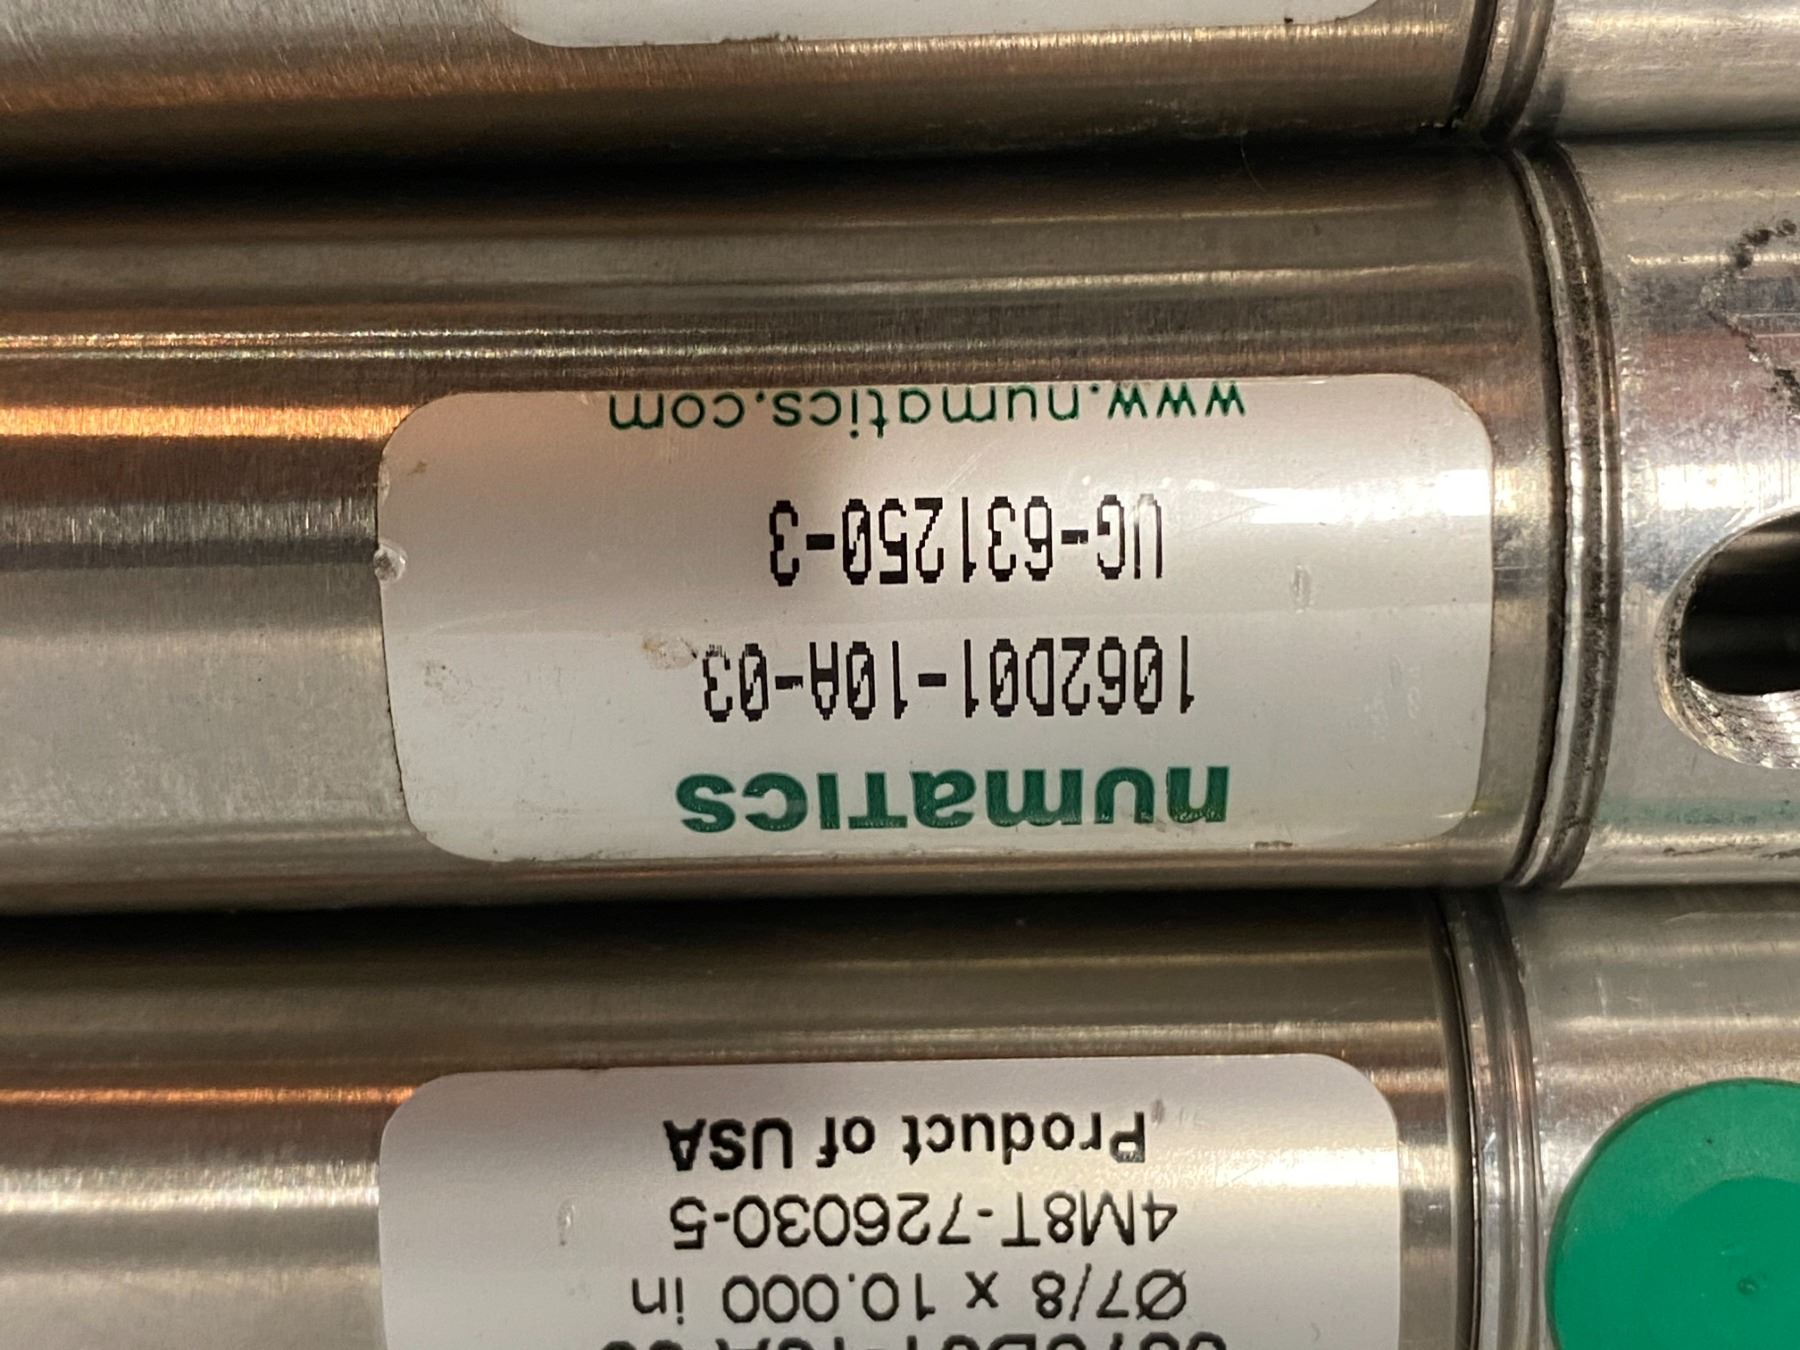 numatics
1062D01-10A-03
UG-631250-3
www.numatics.com
Ø7/8 x 10.000 in
4M8T-726030-5
Product of USA